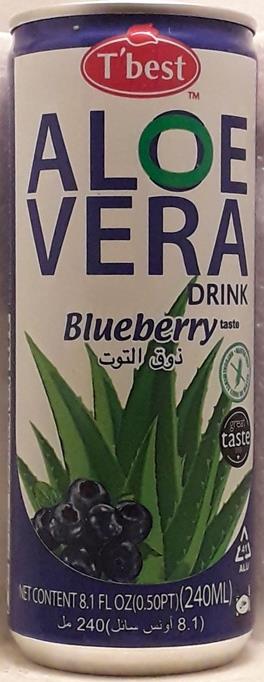 T'best
TM
ALOE
VERA
DRINK
Blueberry taste
ذوق التوت
great
taste
ALU
NET CONTENT 8.1 FL OZ(0.50PT)(240ML)
(8.1 أونس سائل)240 مل